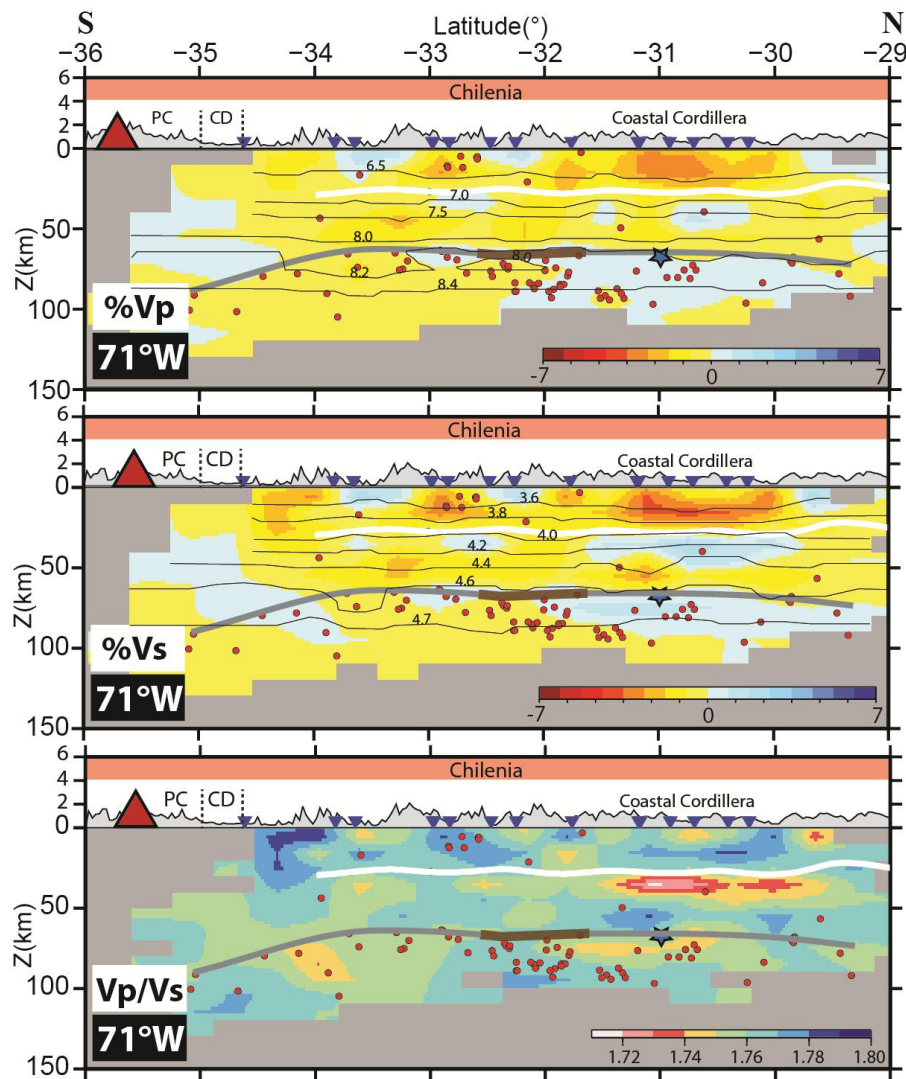 S Latitude(°) N
−36 −35 −34 −33 −32 −31 −30 −29
6
4
2
0
Chilenia
PC CD Coastal Cordillera
6.5
7.0
7.5
8.0
8.0
8.2
8.4
Z(km)
50
100
150
%Vp
71°W
-7 0 7
6
4
2
0
Chilenia
PC CD Coastal Cordillera
3.6
3.8
4.0
4.2
4.4
4.6
4.7
Z(km)
50
100
150
%Vs
71°W
-7 0 7
6
4
2
0
Chilenia
PC CD Coastal Cordillera
Z(km)
50
100
150
Vp/Vs
71°W
1.72 1.74 1.76 1.78 1.80